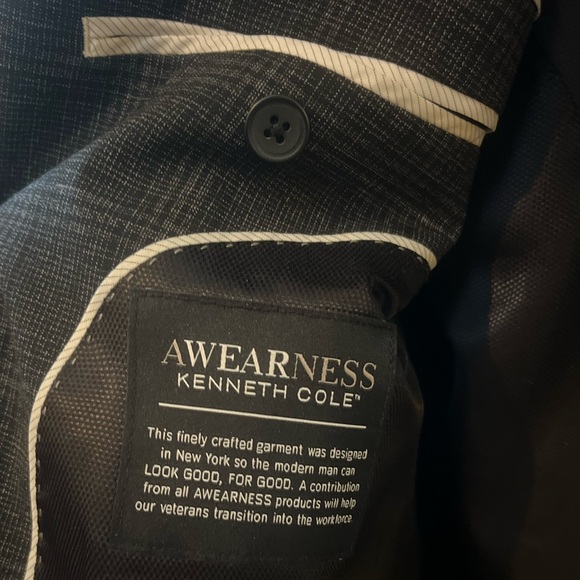 AWEARNESS
KENNETH COLE™
This finely crafted garment was designed
in New York so the modern man can
LOOK GOOD, FOR GOOD. A contribution
from all AWEARNESS products will help
our veterans transition into the workforce.